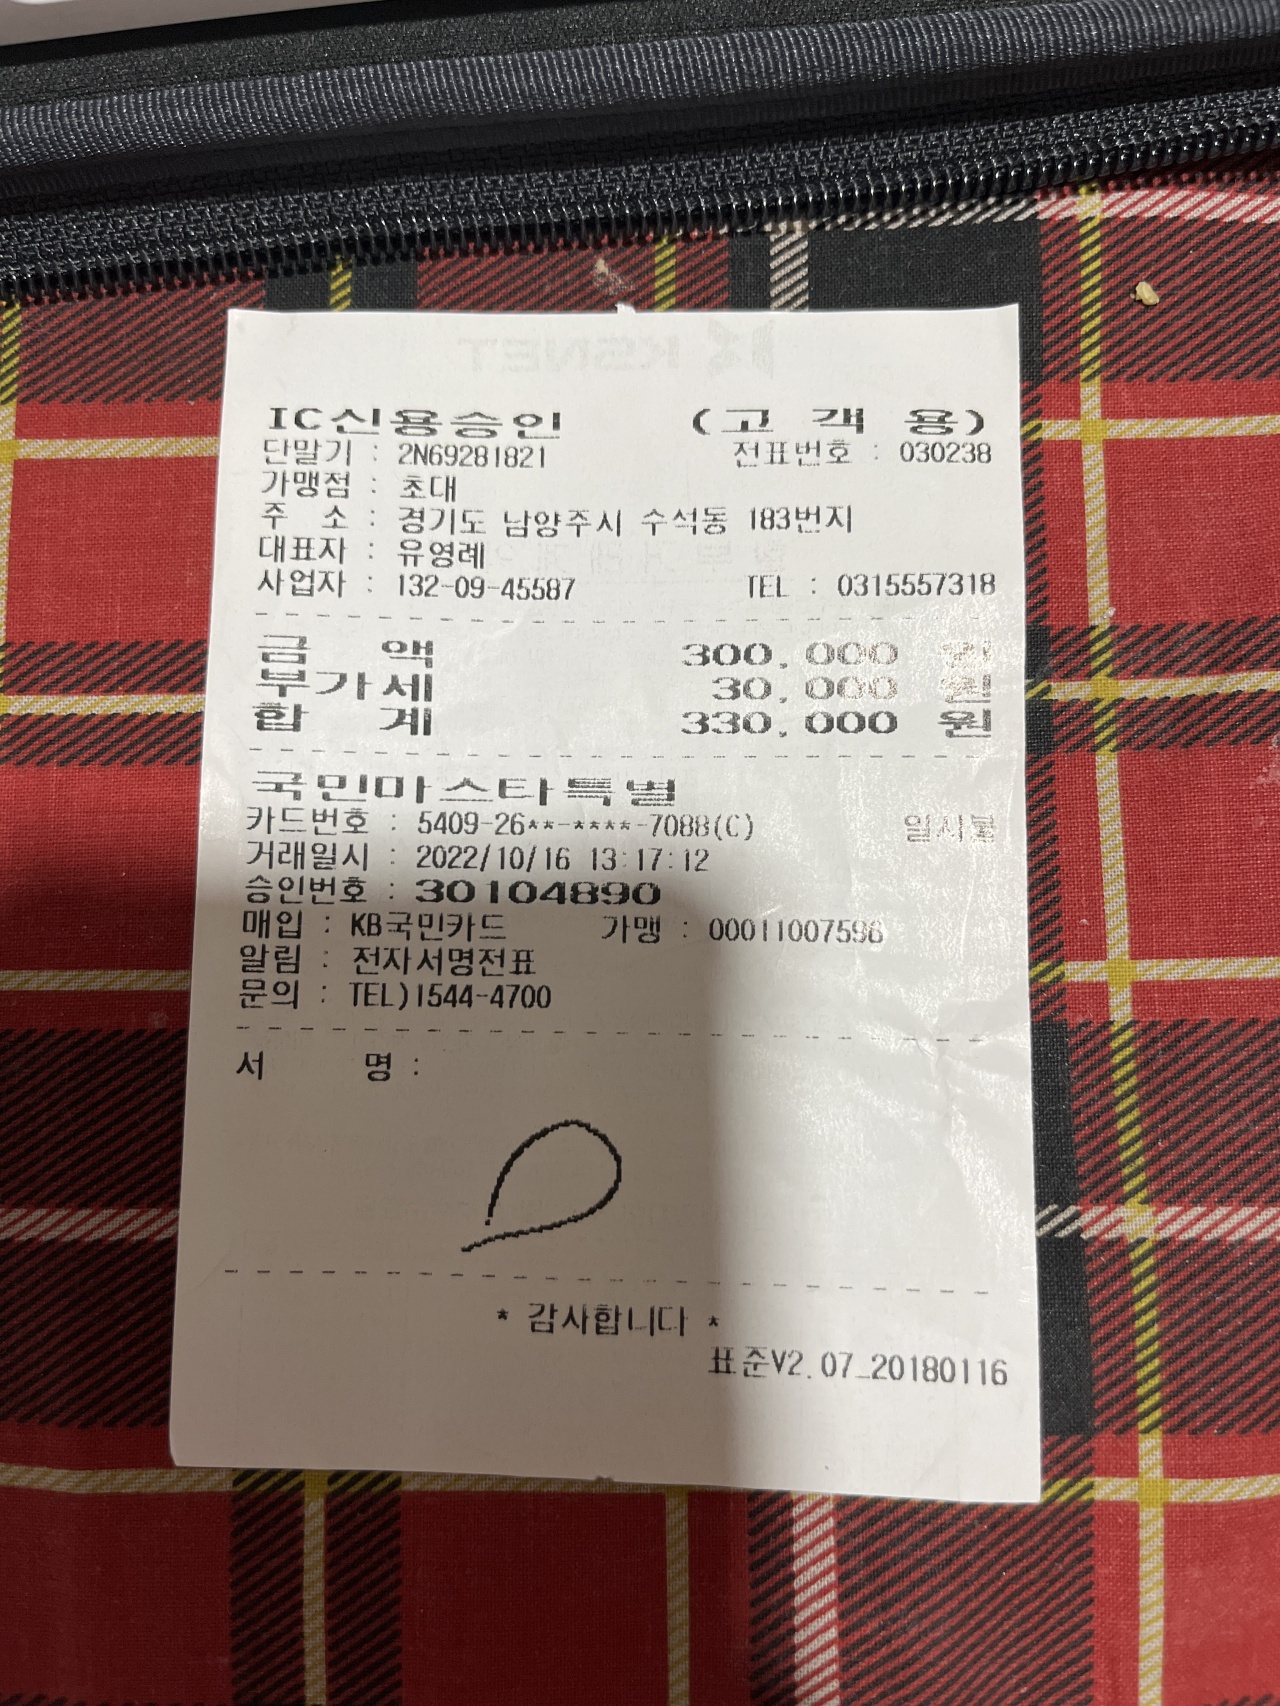 IC신용승인 (고 객 용)
단말기 : 2N69281821 전표번호 : 030238
가맹점 : 초대
주 소 : 경기도 남양주시 수석동 183번지
대표자 : 유영례
사업자 : 132-09-45587 TEL : 0315557318
금 액 300,000 원
부가세 30,000 원
합 계 330,000 원
국민마스타특별
카드번호 : 5409-26**-****-7088(C) 일시불
거래일시 : 2022/10/16 13:17:12
승인번호 : 30104890
매입 : KB국민카드 가맹 : 00011007596
알림 : 전자서명전표
문의 : TEL)1544-4700
서 명 :
* 감사합니다 *
표준V2.07_20180116